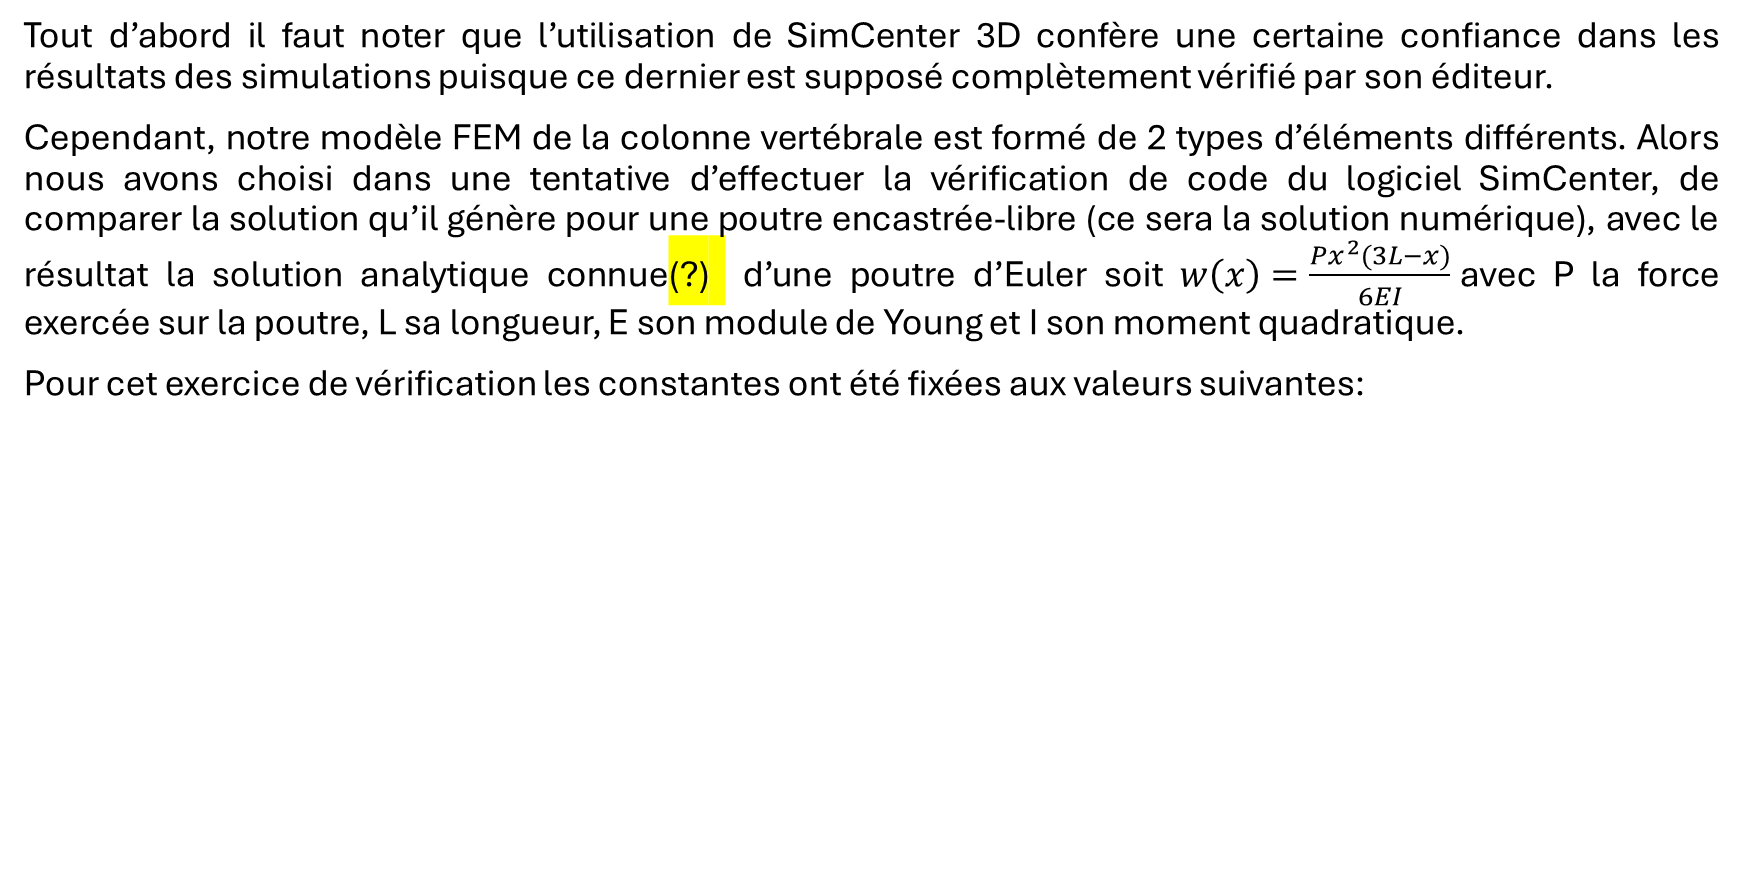 Tout d’abord il faut noter que l’utilisation de SimCenter 3D confère une certaine confiance dans les
résultats des simulations puisque ce dernier est supposé complètement vérifié par son éditeur.
Cependant, notre modèle FEM de la colonne vertébrale est formé de 2 types d’éléments différents. Alors
nous avons choisi dans une tentative d’effectuer la vérification de code du logiciel SimCenter, de
comparer la solution qu’il génère pour une poutre encastrée-libre (ce sera la solution numérique), avec le
résultat la solution analytique connue(?) d’une poutre d’Euler soit w(x) = Px²(3L−x)/6EI avec P la force
exercée sur la poutre, L sa longueur, E son module de Young et I son moment quadratique.
Pour cet exercice de vérification les constantes ont été fixées aux valeurs suivantes: